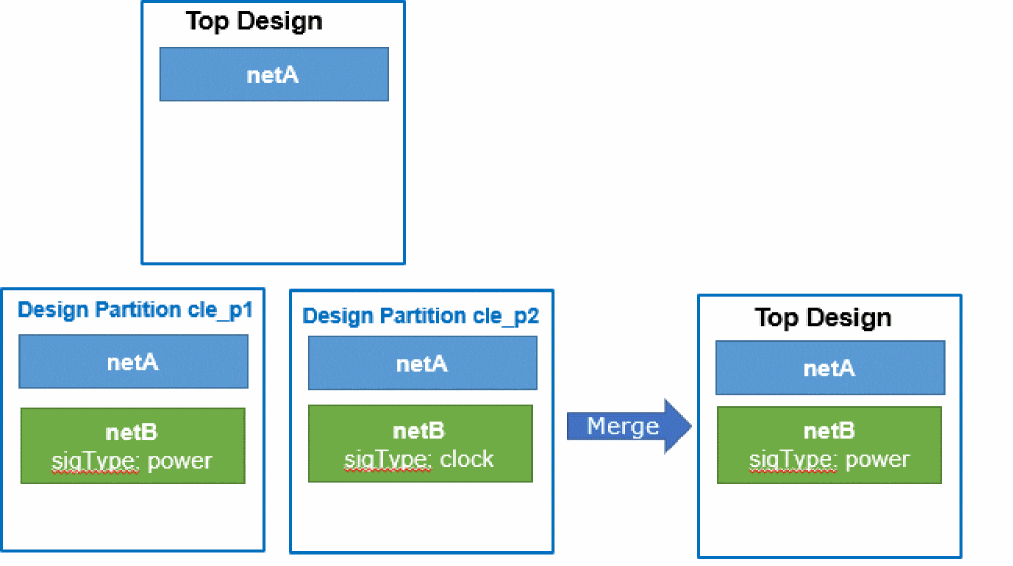 Top Design
netA
Design Partition cle_p1
netA
netB
sigType: power
Design Partition cle_p2
netA
netB
sigType: clock
Merge
Top Design
netA
netB
sigType: power